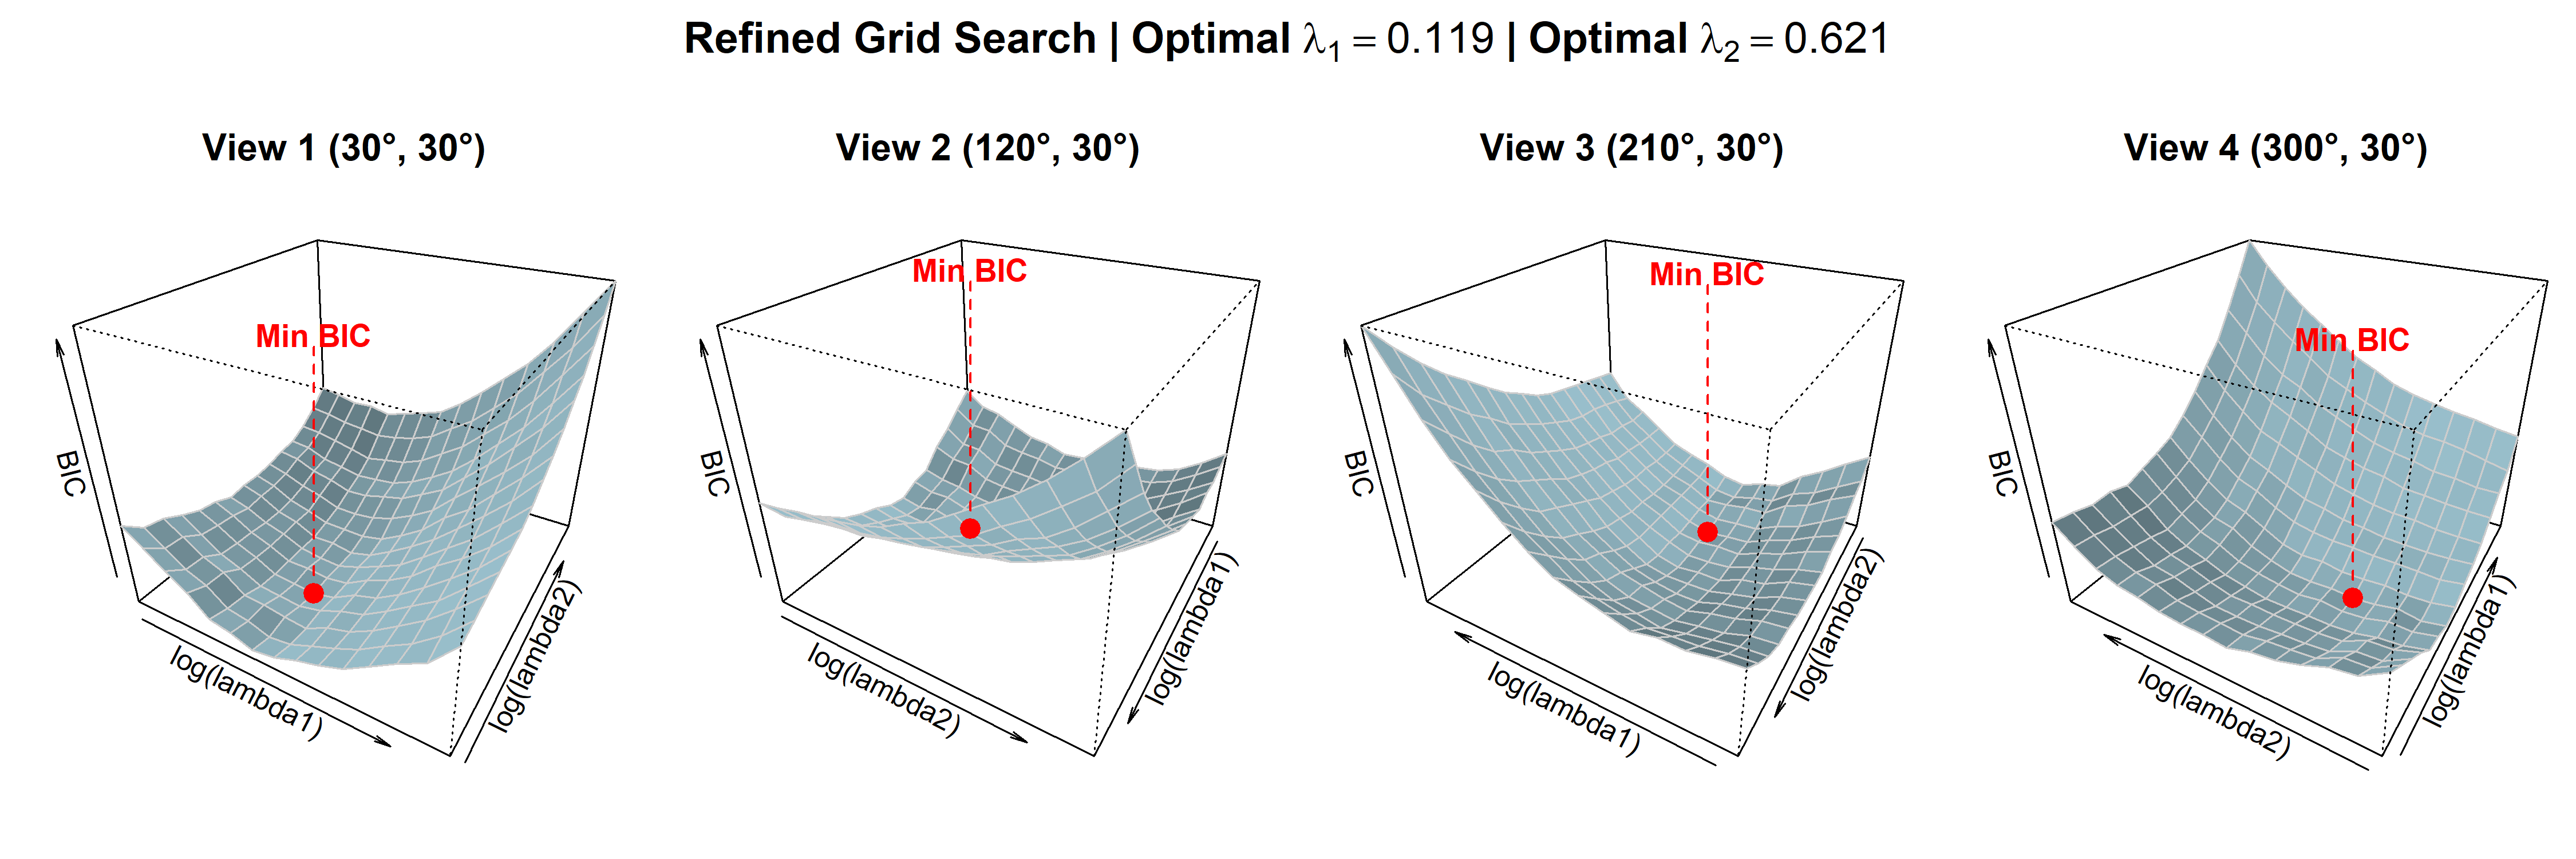 Refined Grid Search | Optimal λ₁ = 0.119 | Optimal λ₂ = 0.621
View 1 (30°, 30°)
Min BIC
BIC
log(lambda1)
log(lambda2)
View 2 (120°, 30°)
Min BIC
BIC
log(lambda2)
log(lambda1)
View 3 (210°, 30°)
Min BIC
BIC
log(lambda1)
log(lambda2)
View 4 (300°, 30°)
Min BIC
BIC
log(lambda2)
log(lambda1)